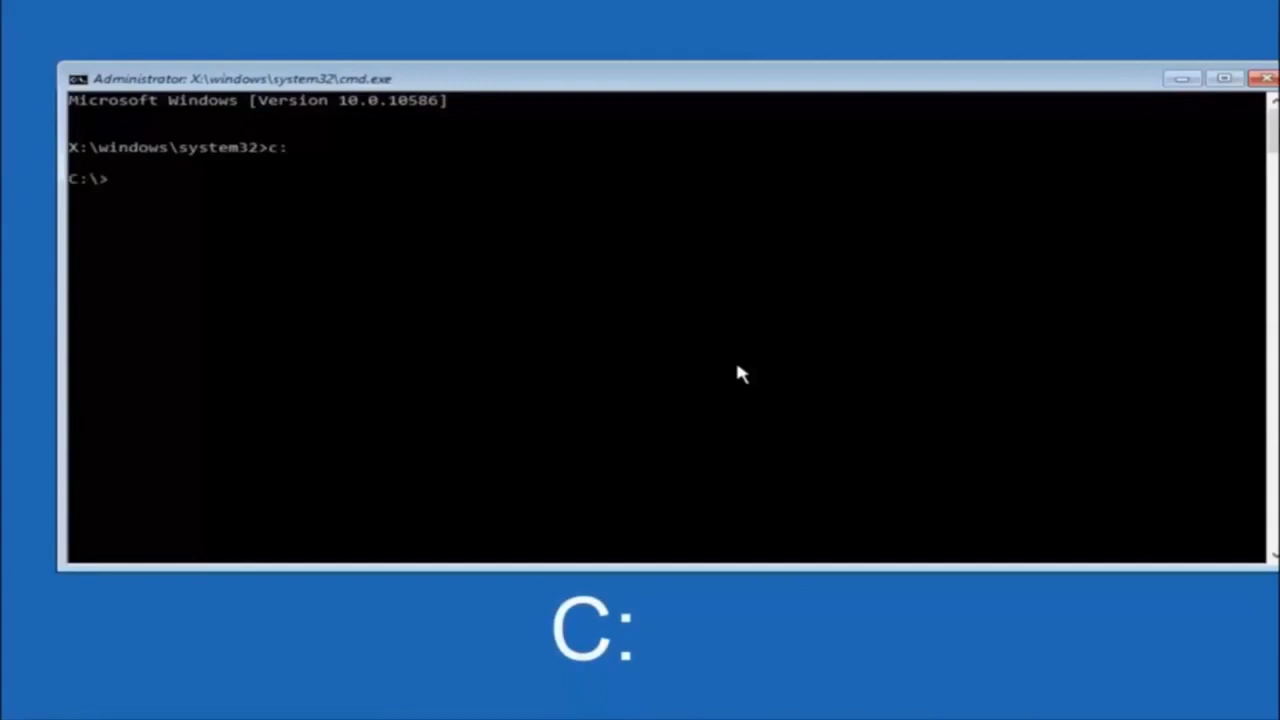 Administrator: X:\windows\system32\cmd.exe
Microsoft Windows [Version 10.0.10586]
X:\windows\system32>c:
C:\>
C: